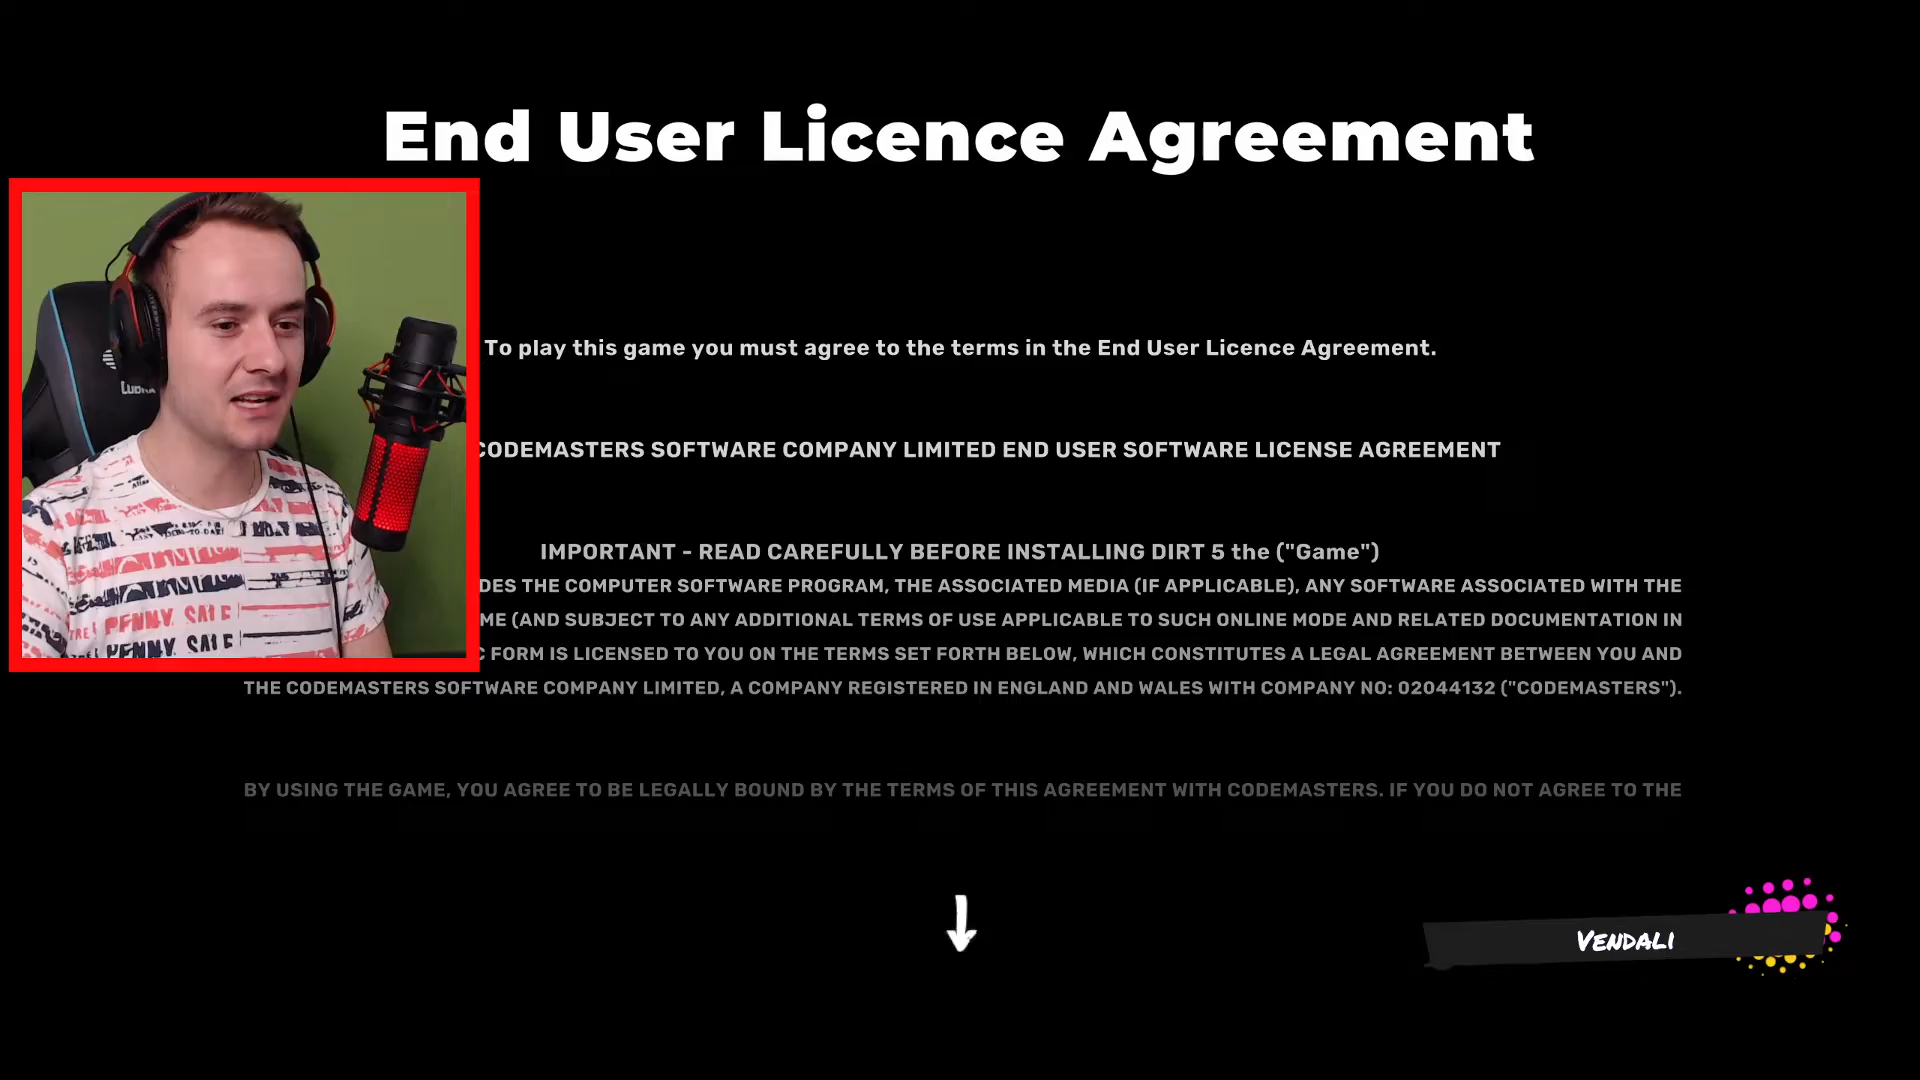 End User Licence Agreement
To play this game you must agree to the terms in the End User Licence Agreement.
CODEMASTERS SOFTWARE COMPANY LIMITED END USER SOFTWARE LICENSE AGREEMENT
IMPORTANT - READ CAREFULLY BEFORE INSTALLING DIRT 5 the ("Game")
DES THE COMPUTER SOFTWARE PROGRAM, THE ASSOCIATED MEDIA (IF APPLICABLE), ANY SOFTWARE ASSOCIATED WITH THE
ME (AND SUBJECT TO ANY ADDITIONAL TERMS OF USE APPLICABLE TO SUCH ONLINE MODE AND RELATED DOCUMENTATION IN
C FORM IS LICENSED TO YOU ON THE TERMS SET FORTH BELOW, WHICH CONSTITUTES A LEGAL AGREEMENT BETWEEN YOU AND
THE CODEMASTERS SOFTWARE COMPANY LIMITED, A COMPANY REGISTERED IN ENGLAND AND WALES WITH COMPANY NO: 02044132 ("CODEMASTERS").
BY USING THE GAME, YOU AGREE TO BE LEGALLY BOUND BY THE TERMS OF THIS AGREEMENT WITH CODEMASTERS. IF YOU DO NOT AGREE TO THE
PENNY SALE
PENNY SALE
VENDALI